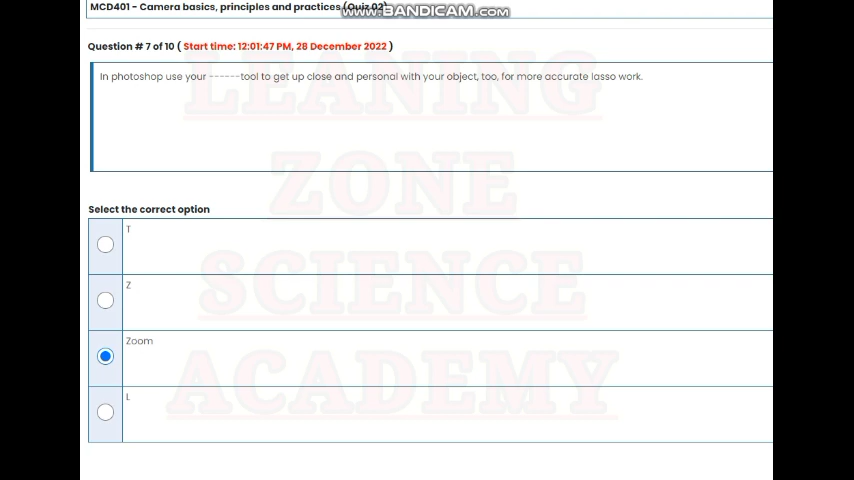 MCD401 - Camera basics, principles and practices (Quiz 02)
www.BANDICAM.com
Question # 7 of 10 ( Start time: 12:01:47 PM, 28 December 2022 )
In photoshop use your ------tool to get up close and personal with your object, too, for more accurate lasso work.
LEANING
ZONE
SCIENCE
ACADEMY
Select the correct option
T
Z
Zoom
L